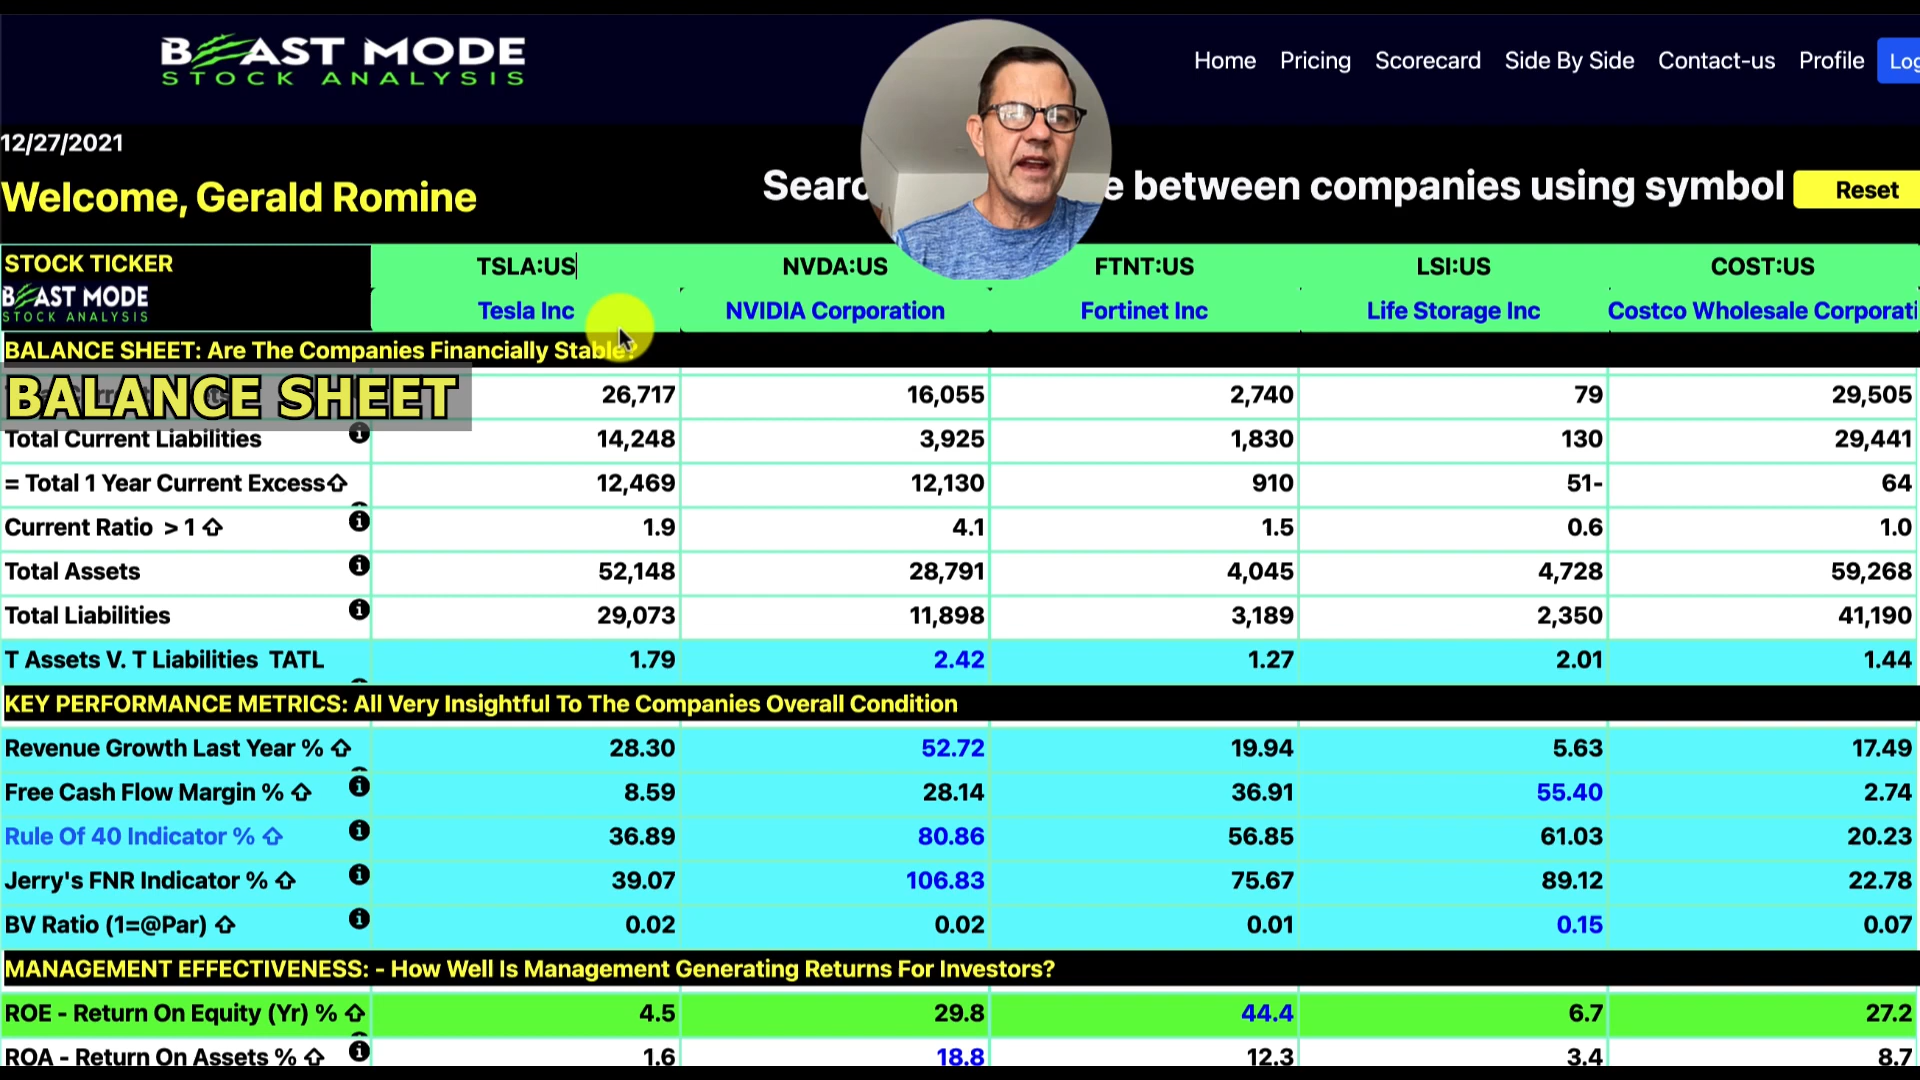 BEAST MODE
STOCK ANALYSIS
Home Pricing Scorecard Side By Side Contact-us Profile Log
12/27/2021
Welcome, Gerald Romine
Searc e between companies using symbol Reset
STOCK TICKER TSLA:US NVDA:US FTNT:US LSI:US COST:US
BEAST MODE
STOCK ANALYSIS
Tesla Inc NVIDIA Corporation Fortinet Inc Life Storage Inc Costco Wholesale Corporati
BALANCE SHEET: Are The Companies Financially Stable?
BALANCE SHEET
26,717 16,055 2,740 79 29,505
Total Current Liabilities 14,248 3,925 1,830 130 29,441
= Total 1 Year Current Excess⇧ 12,469 12,130 910 51- 64
Current Ratio > 1 ⇧ 1.9 4.1 1.5 0.6 1.0
Total Assets 52,148 28,791 4,045 4,728 59,268
Total Liabilities 29,073 11,898 3,189 2,350 41,190
T Assets V. T Liabilities TATL 1.79 2.42 1.27 2.01 1.44
KEY PERFORMANCE METRICS: All Very Insightful To The Companies Overall Condition
Revenue Growth Last Year % ⇧ 28.30 52.72 19.94 5.63 17.49
Free Cash Flow Margin % ⇧ 8.59 28.14 36.91 55.40 2.74
Rule Of 40 Indicator % ⇧ 36.89 80.86 56.85 61.03 20.23
Jerry's FNR Indicator % ⇧ 39.07 106.83 75.67 89.12 22.78
BV Ratio (1=@Par) ⇧ 0.02 0.02 0.01 0.15 0.07
MANAGEMENT EFFECTIVENESS: - How Well Is Management Generating Returns For Investors?
ROE - Return On Equity (Yr) % ⇧ 4.5 29.8 44.4 6.7 27.2
ROA - Return On Assets % ⇧ 1.6 18.8 12.3 3.4 8.7